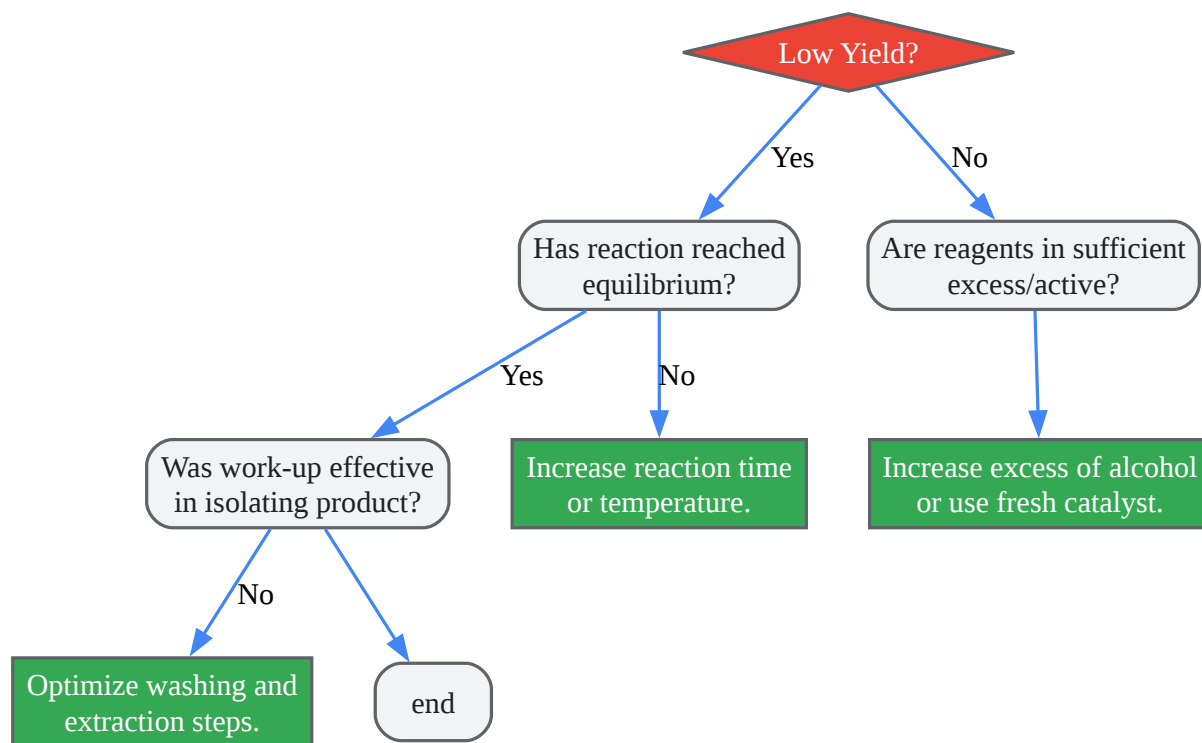 Low Yield?
Yes
No
Has reaction reached
equilibrium?
Are reagents in sufficient
excess/active?
Yes
No
Was work-up effective
in isolating product?
Increase reaction time
or temperature.
Increase excess of alcohol
or use fresh catalyst.
No
Optimize washing and
extraction steps.
end